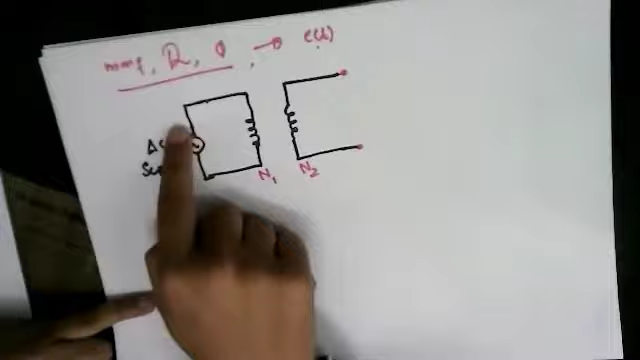 mmf, R, φ, → e(t)
N₁ N₂